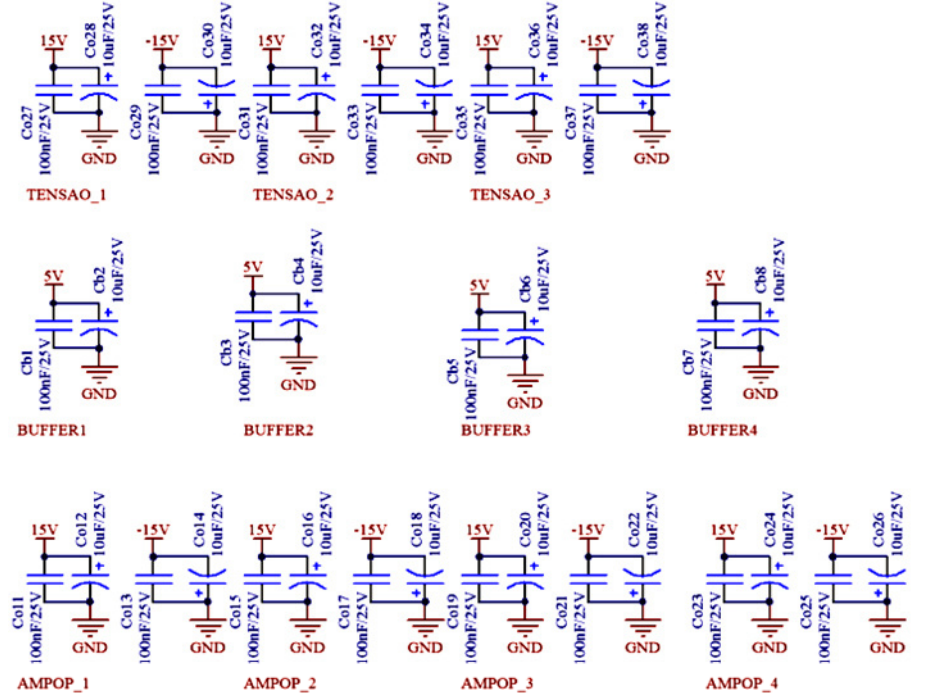 15V
Co28
10uF/25V
Co27
100nF/25V
GND
-15V
Co30
10uF/25V
Co29
100nF/25V
GND
15V
Co32
10uF/25V
Co31
100nF/25V
GND
-15V
Co34
10uF/25V
Co33
100nF/25V
GND
15V
Co36
10uF/25V
Co35
100nF/25V
GND
-15V
Co38
10uF/25V
Co37
100nF/25V
GND
TENSAO_1
TENSAO_2
TENSAO_3
5V
Cb2
10uF/25V
Cb1
100nF/25V
GND
5V
Cb4
10uF/25V
Cb3
100nF/25V
GND
5V
Cb6
10uF/25V
Cb5
100nF/25V
GND
5V
Cb8
10uF/25V
Cb7
100nF/25V
GND
BUFFER1
BUFFER2
BUFFER3
BUFFER4
15V
Co12
10uF/25V
Co11
100nF/25V
GND
-15V
Co14
10uF/25V
Co13
100nF/25V
GND
15V
Co16
10uF/25V
Co15
100nF/25V
GND
-15V
Co18
10uF/25V
Co17
100nF/25V
GND
15V
Co20
10uF/25V
Co19
100nF/25V
GND
-15V
Co22
10uF/25V
Co21
100nF/25V
GND
15V
Co24
10uF/25V
Co23
100nF/25V
GND
-15V
Co26
10uF/25V
Co25
100nF/25V
GND
AMPOP_1
AMPOP_2
AMPOP_3
AMPOP_4